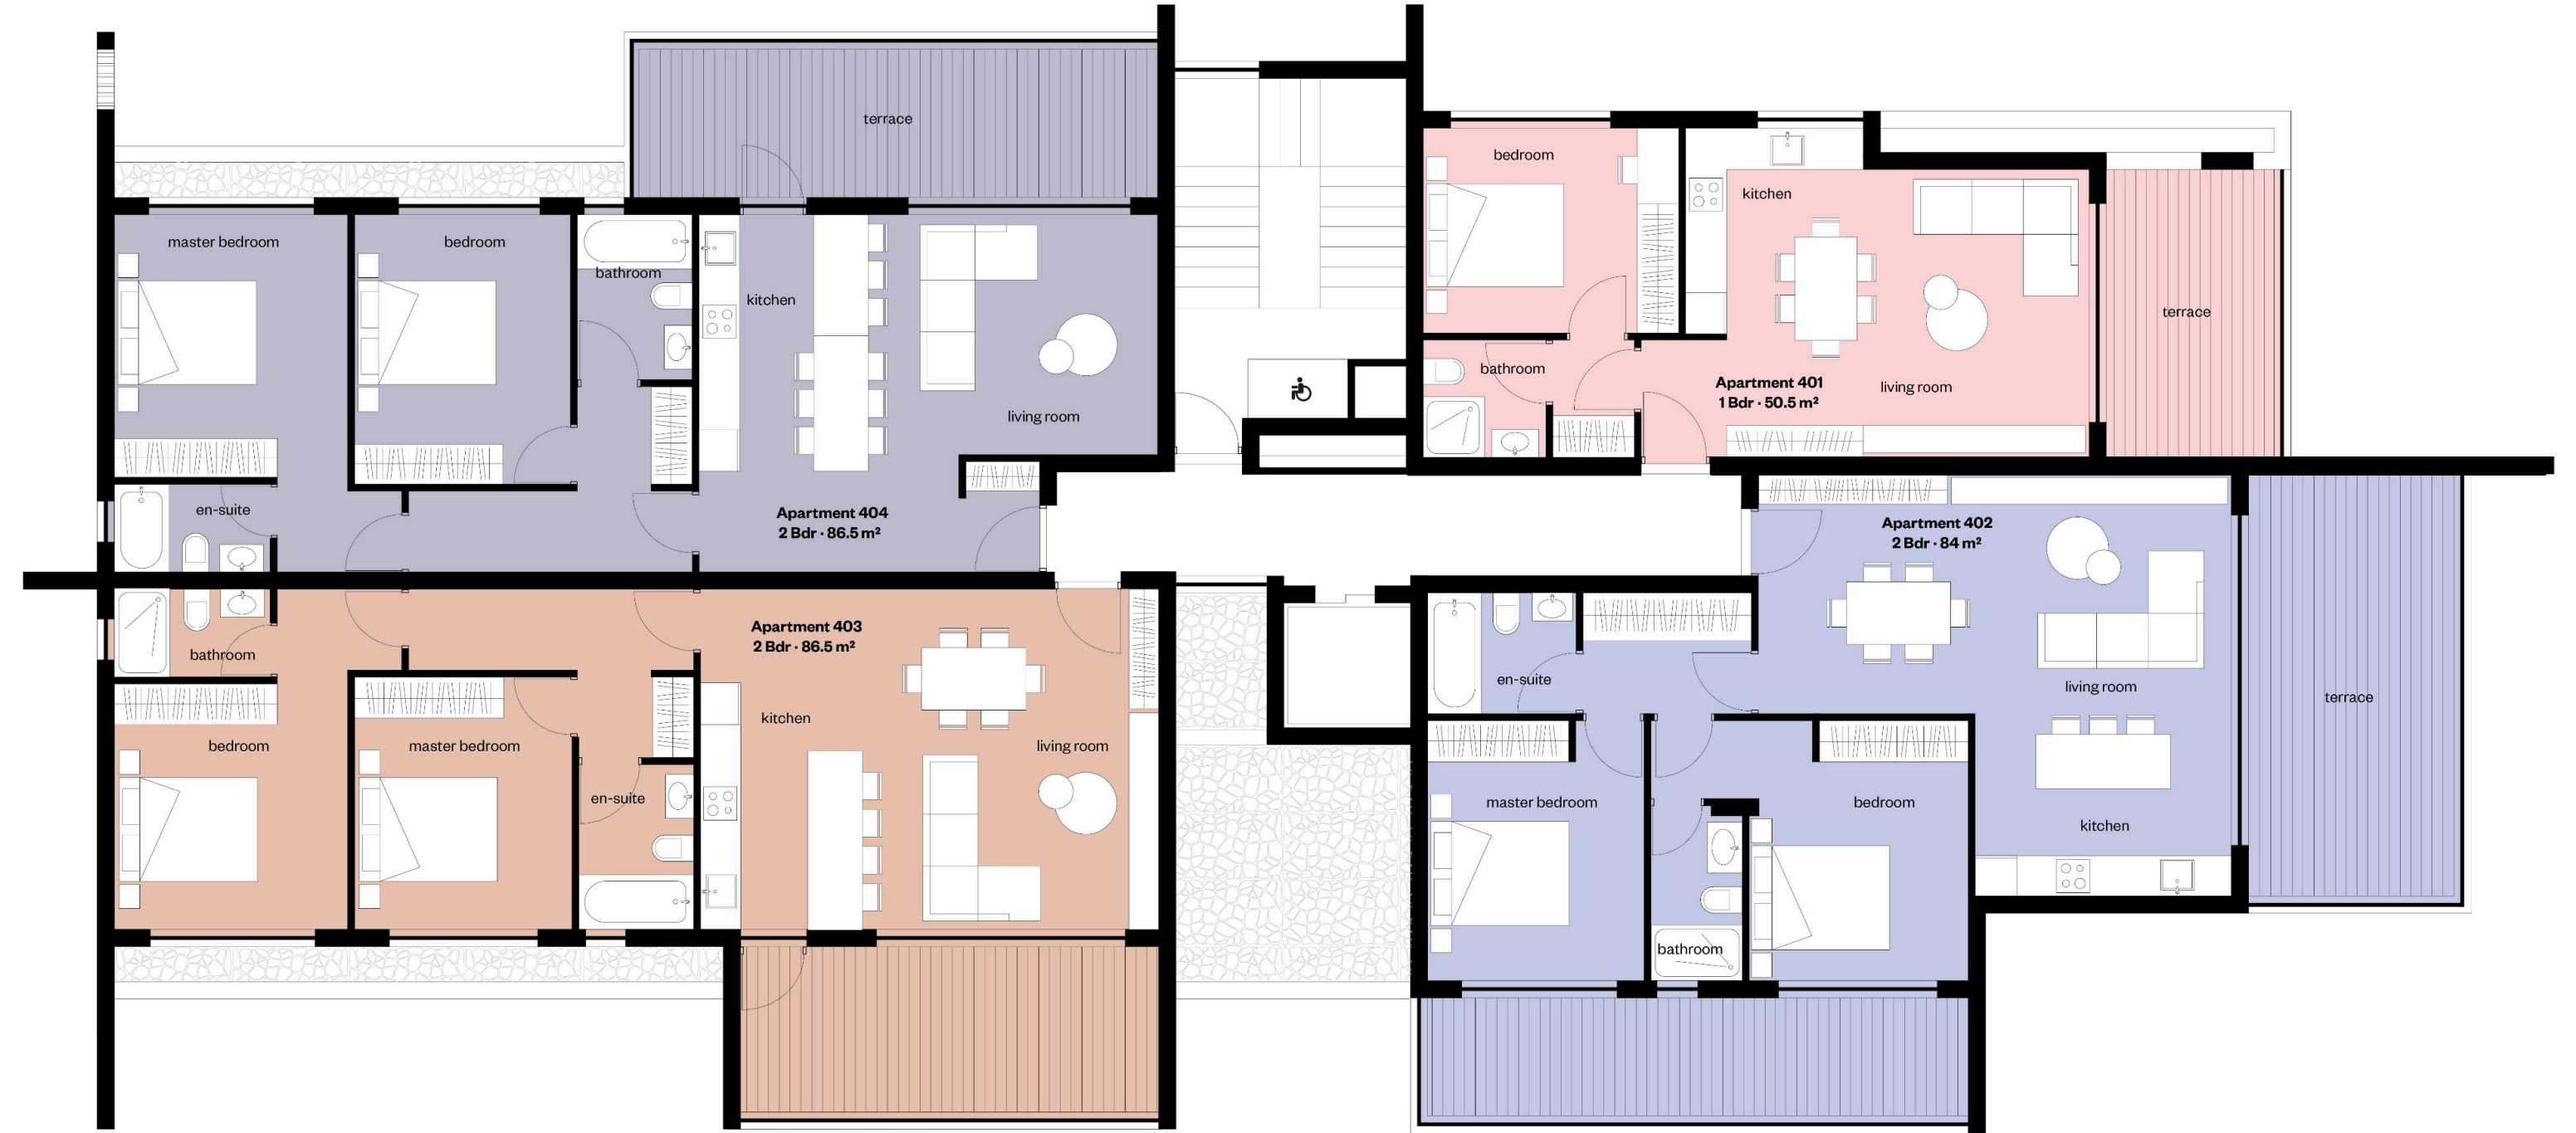 terrace
master bedroom
bedroom
bathroom
kitchen
living room
en-suite
Apartment 404
2 Bdr · 86.5 m²
bedroom
kitchen
terrace
bathroom
Apartment 401
1 Bdr · 50.5 m²
living room
Apartment 403
2 Bdr · 86.5 m²
bathroom
kitchen
bedroom
master bedroom
living room
en-suite
Apartment 402
2 Bdr · 84 m²
en-suite
living room
terrace
master bedroom
bedroom
kitchen
bathroom